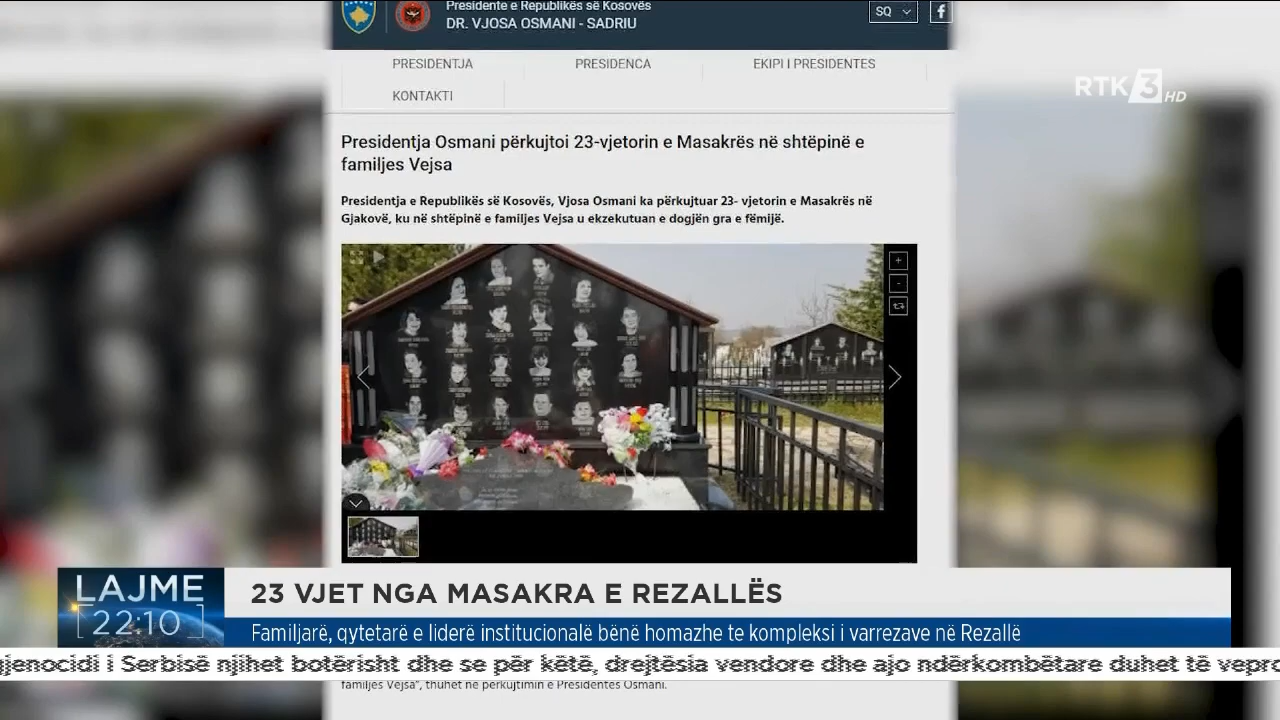 Presidente e Republikës së Kosovës
DR. VJOSA OSMANI - SADRIU
SQ
PRESIDENTJA
PRESIDENCA
EKIPI I PRESIDENTES
KONTAKTI
RTK 3 HD
Presidentja Osmani përkujtoi 23-vjetorin e Masakrës në shtëpinë e
familjes Vejsa
Presidentja e Republikës së Kosovës, Vjosa Osmani ka përkujtuar 23- vjetorin e Masakrës në
Gjakovë, ku në shtëpinë e familjes Vejsa u ekzekutuan e dogjën gra e fëmijë.
LAJME
22:10
23 VJET NGA MASAKRA E REZALLËS
Familjarë, qytetarë e liderë institucionalë bënë homazhe te kompleksi i varrezave në Rezallë
gjenocidi i Serbisë njihet botërisht dhe se për këtë, drejtësia vendore dhe ajo ndërkombëtare duhet të vepro
familjes Vejsa", thuhet në përkujtimin e Presidentes Osmani.